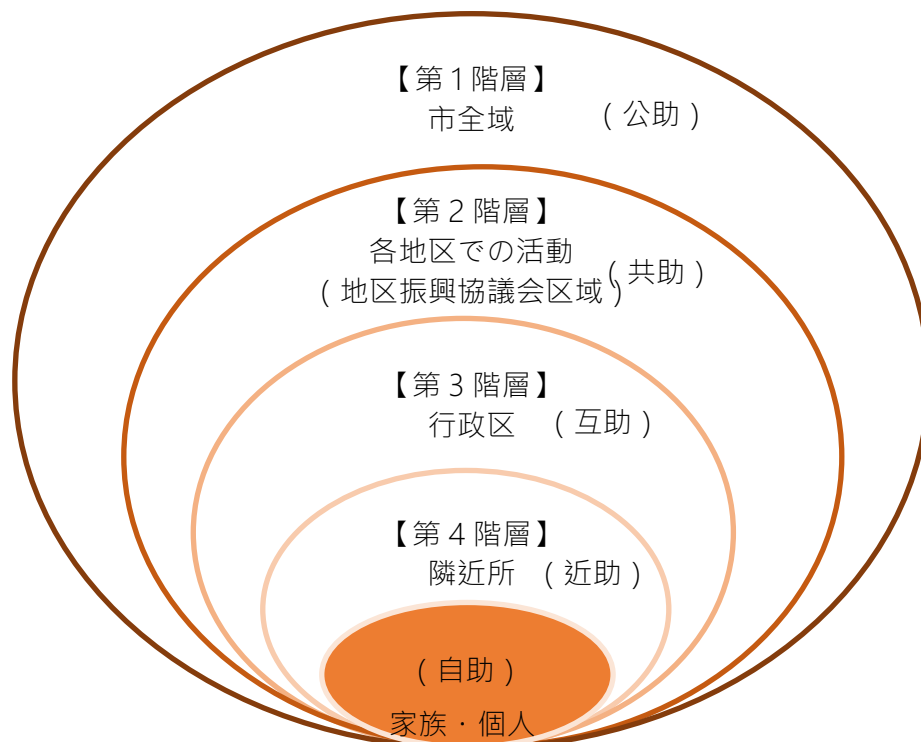 【第１階層】
市全域 （公助）
【第２階層】
各地区での活動
（地区振興協議会区域） （共助）
【第３階層】
行政区 （互助）
【第４階層】
隣近所 （近助）
（自助）
家族・個人